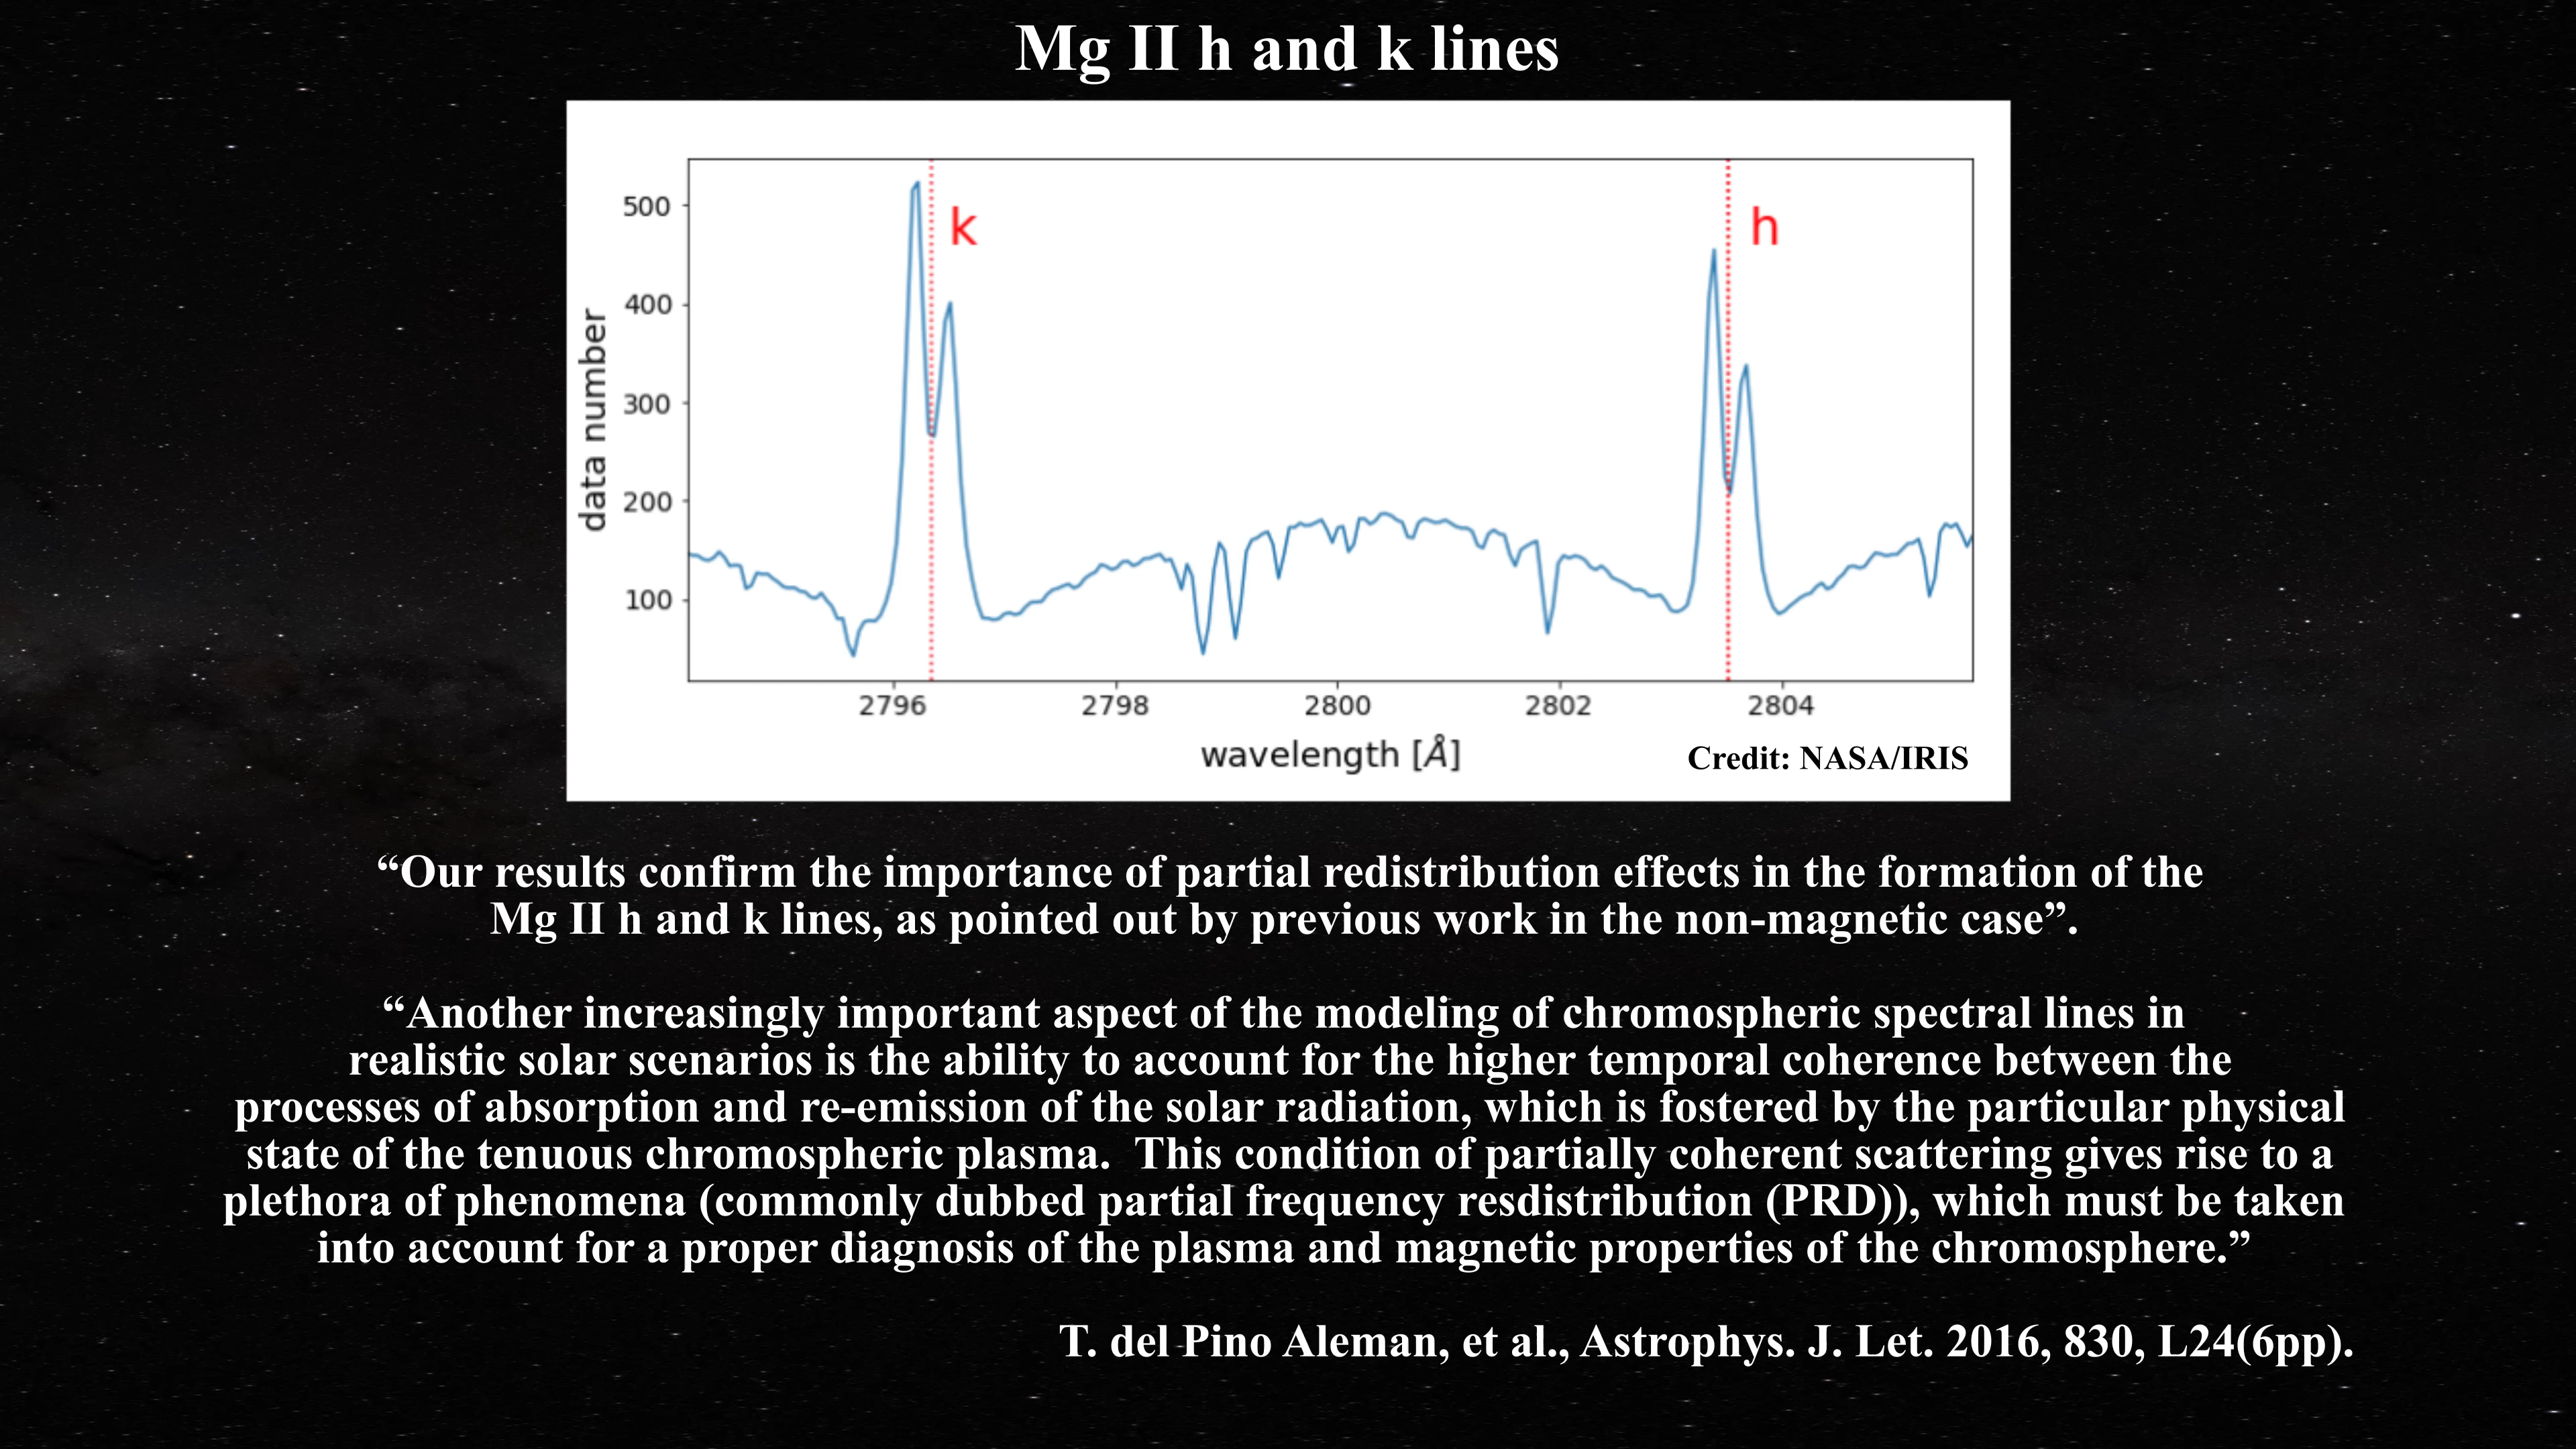 Mg II h and k lines
500
400
300
200
100
data number
k
h
2796 2798 2800 2802 2804
wavelength [Å]
Credit: NASA/IRIS
“Our results confirm the importance of partial redistribution effects in the formation of the
Mg II h and k lines, as pointed out by previous work in the non-magnetic case”.
“Another increasingly important aspect of the modeling of chromospheric spectral lines in
realistic solar scenarios is the ability to account for the higher temporal coherence between the
processes of absorption and re-emission of the solar radiation, which is fostered by the particular physical
state of the tenuous chromospheric plasma.  This condition of partially coherent scattering gives rise to a
plethora of phenomena (commonly dubbed partial frequency resdistribution (PRD)), which must be taken
into account for a proper diagnosis of the plasma and magnetic properties of the chromosphere.”
T. del Pino Aleman, et al., Astrophys. J. Let. 2016, 830, L24(6pp).